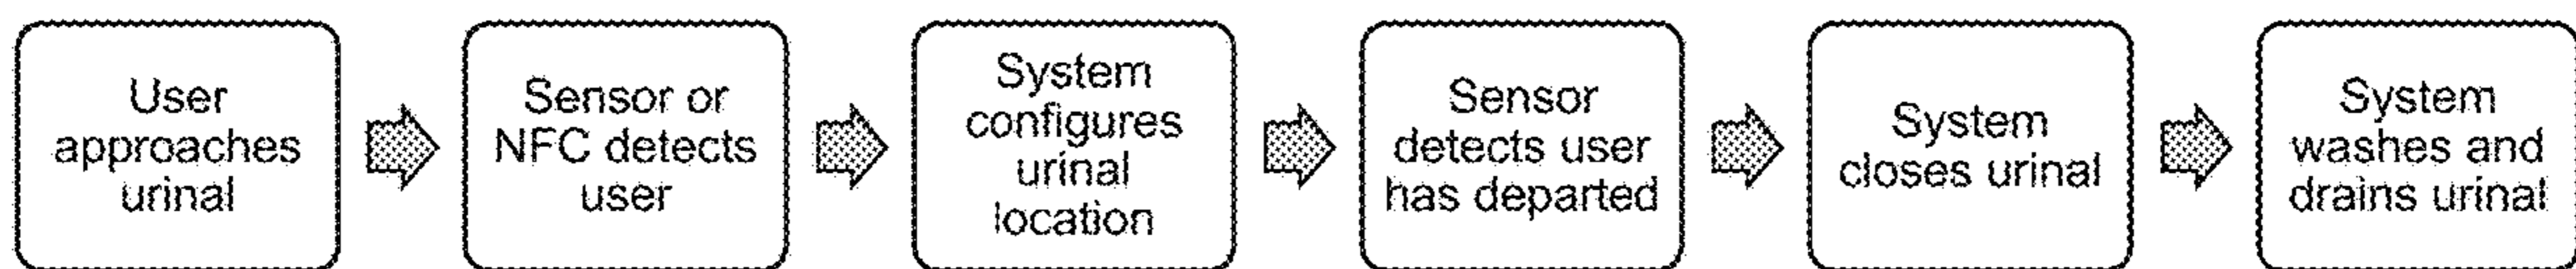 User
approaches
urinal
Sensor or
NFC detects
user
System
configures
urinal
location
Sensor
detects user
has departed
System
closes urinal
System
washes and
drains urinal